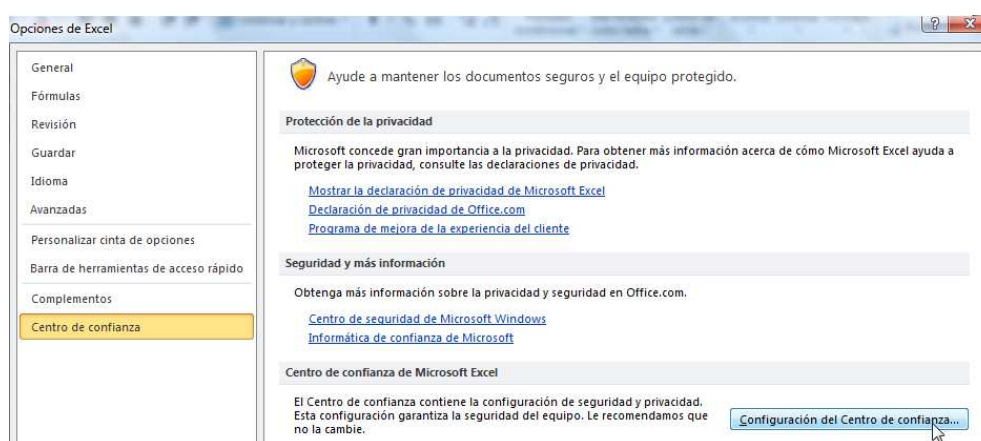 Opciones de Excel
General
Fórmulas
Revisión
Guardar
Idioma
Avanzadas
Personalizar cinta de opciones
Barra de herramientas de acceso rápido
Complementos
Centro de confianza
Ayude a mantener los documentos seguros y el equipo protegido.
Protección de la privacidad
Microsoft concede gran importancia a la privacidad. Para obtener más información acerca de cómo Microsoft Excel ayuda a
proteger la privacidad, consulte las declaraciones de privacidad.
Mostrar la declaración de privacidad de Microsoft Excel
Declaración de privacidad de Office.com
Programa de mejora de la experiencia del cliente
Seguridad y más información
Obtenga más información sobre la privacidad y seguridad en Office.com.
Centro de seguridad de Microsoft Windows
Informática de confianza de Microsoft
Centro de confianza de Microsoft Excel
El Centro de confianza contiene la configuración de seguridad y privacidad.
Esta configuración garantiza la seguridad del equipo. Le recomendamos que
no la cambie.
Configuración del Centro de confianza...